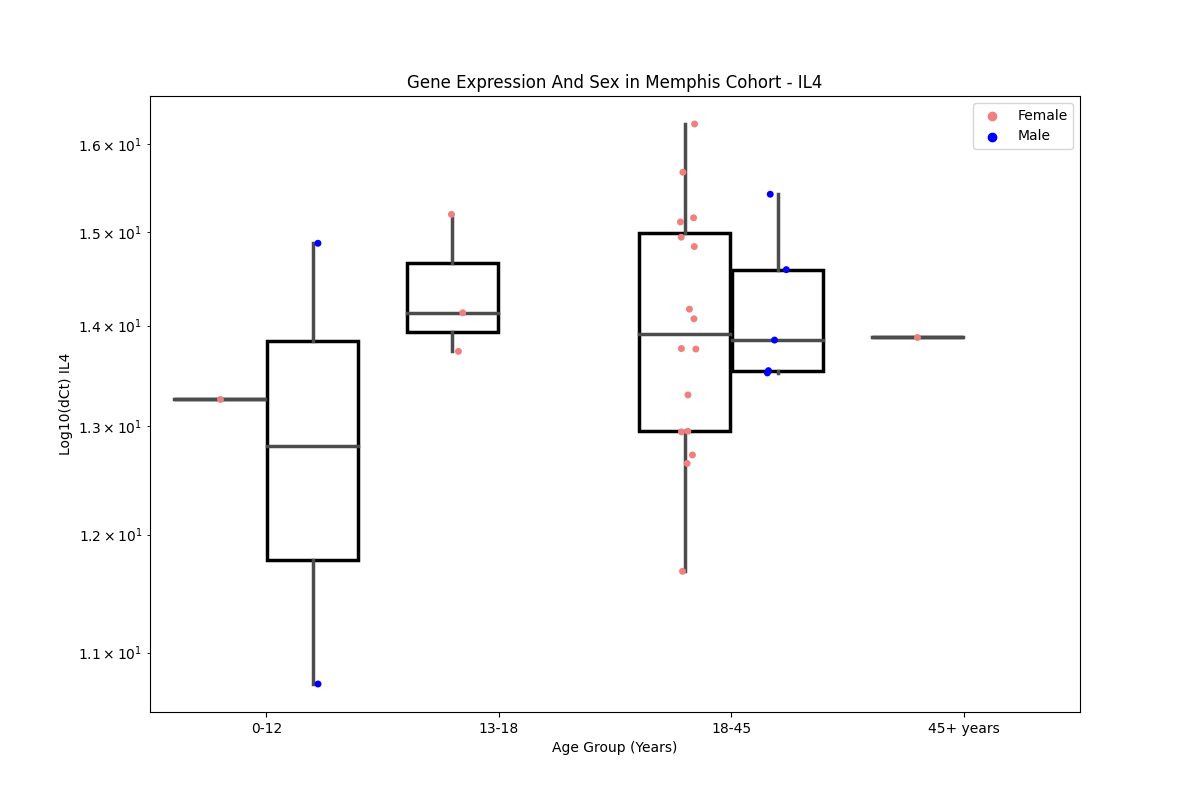 Gene Expression And Sex in Memphis Cohort - IL4
Female
Male
1.6 × 10¹
1.5 × 10¹
1.4 × 10¹
1.3 × 10¹
1.2 × 10¹
1.1 × 10¹
Log10(dCt) IL4
0-12
13-18
18-45
45+ years
Age Group (Years)